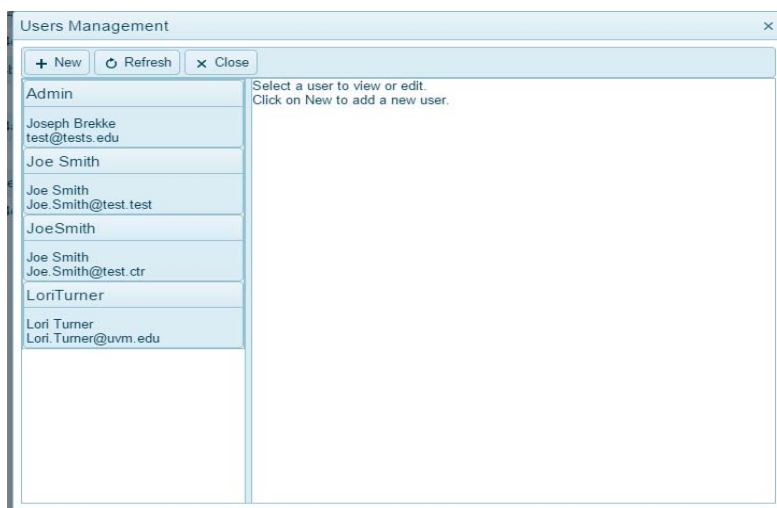 Users Management
New Refresh Close
Admin
Joseph Brekke
test@tests.edu
Joe Smith
Joe Smith
Joe.Smith@test.test
JoeSmith
Joe Smith
Joe.Smith@test.ctr
LoriTurner
Lori Turner
Lori.Turner@uvm.edu
Select a user to view or edit.
Click on New to add a new user.